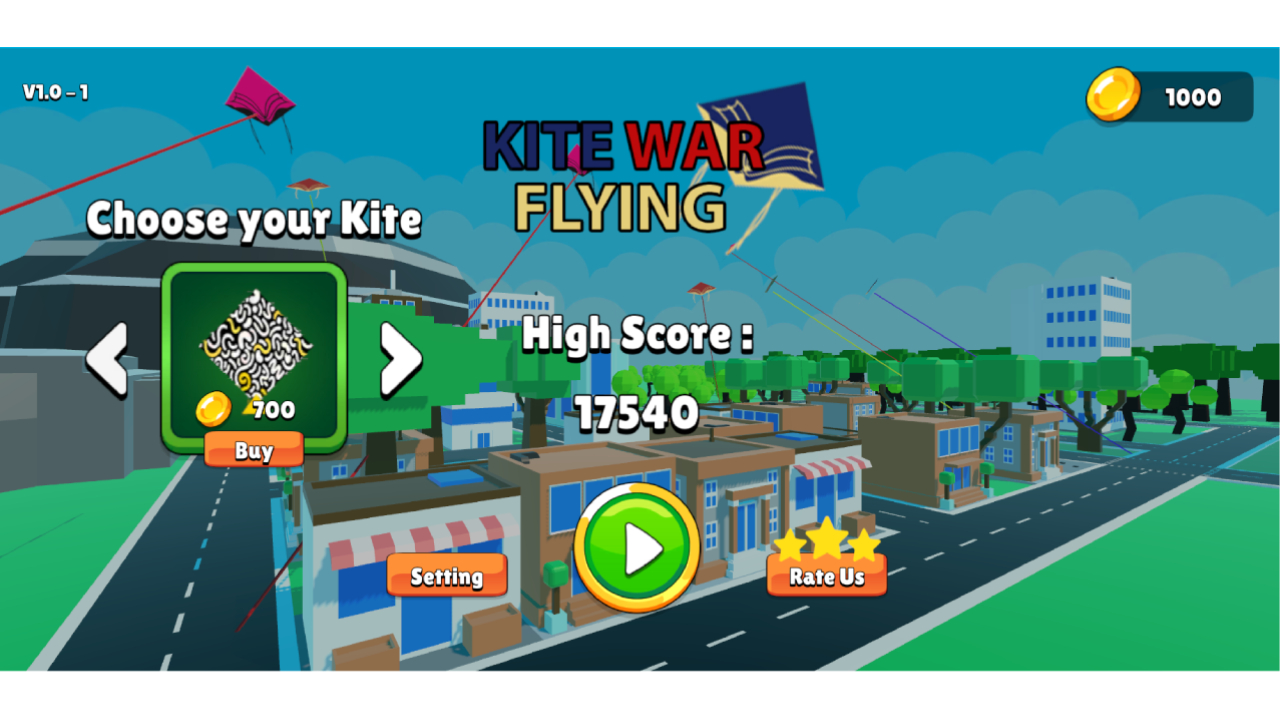 V1.0 - 1
1000
KITE WAR
FLYING
Choose your Kite
High Score :
17540
700
Buy
Setting
Rate Us